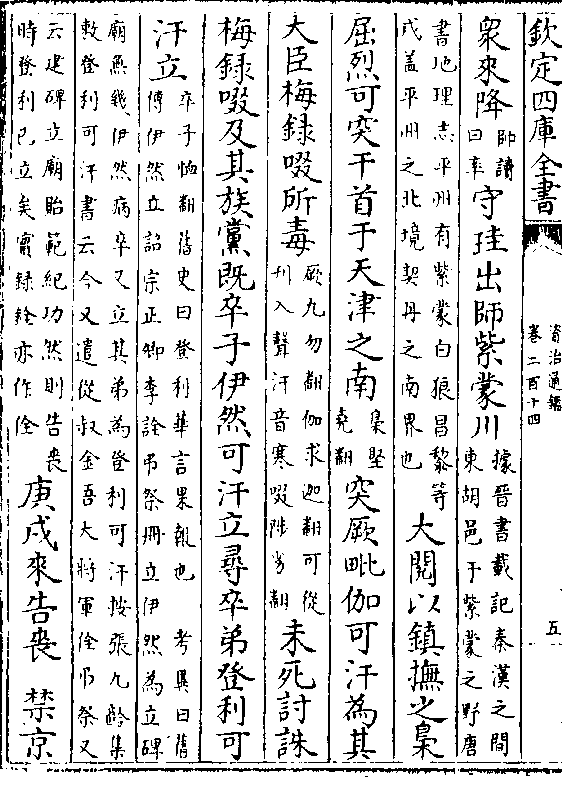 欽定四庫全書
資治通鑑
卷二百十四
五
衆來降帥讀曰率守珪出師紫蒙川據晉書載記秦漢之間東胡邑于紫蒙之野唐
書地理志平州有紫蒙白狼昌黎等戍蓋平州之北境契丹之南界也大閲以鎮撫之梟
屈烈可突干首于天津之南梟堅堯翻突厥毗伽可汗為其
大臣梅録啜所毒厥九勿翻伽求迦翻可從刋入聲汗音寒啜陟劣翻未死討誅
梅録啜及其族黨既卒子伊然可汗立尋卒弟登利可
汗立卒子恤翻舊史曰登利華言果報也 考異曰舊傳伊然立詔宗正卿李詮弔祭冊立伊然為立碑
廟無幾伊然病卒又立其弟為登利可汗按張九齡集敕登利可汗書云今又遣從叔金吾大將軍佺弔祭又
云建碑立廟貽範紀功然則告喪時登利已立矣實録銓亦作佺庚戌來告喪 禁京